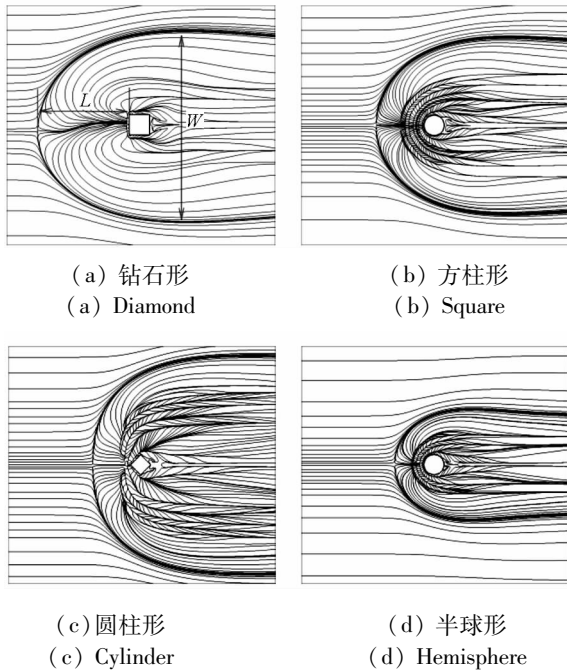 L
W
(a) 钻石形
(a) Diamond
(b) 方柱形
(b) Square
(c)圆柱形
(c) Cylinder
(d) 半球形
(d) Hemisphere